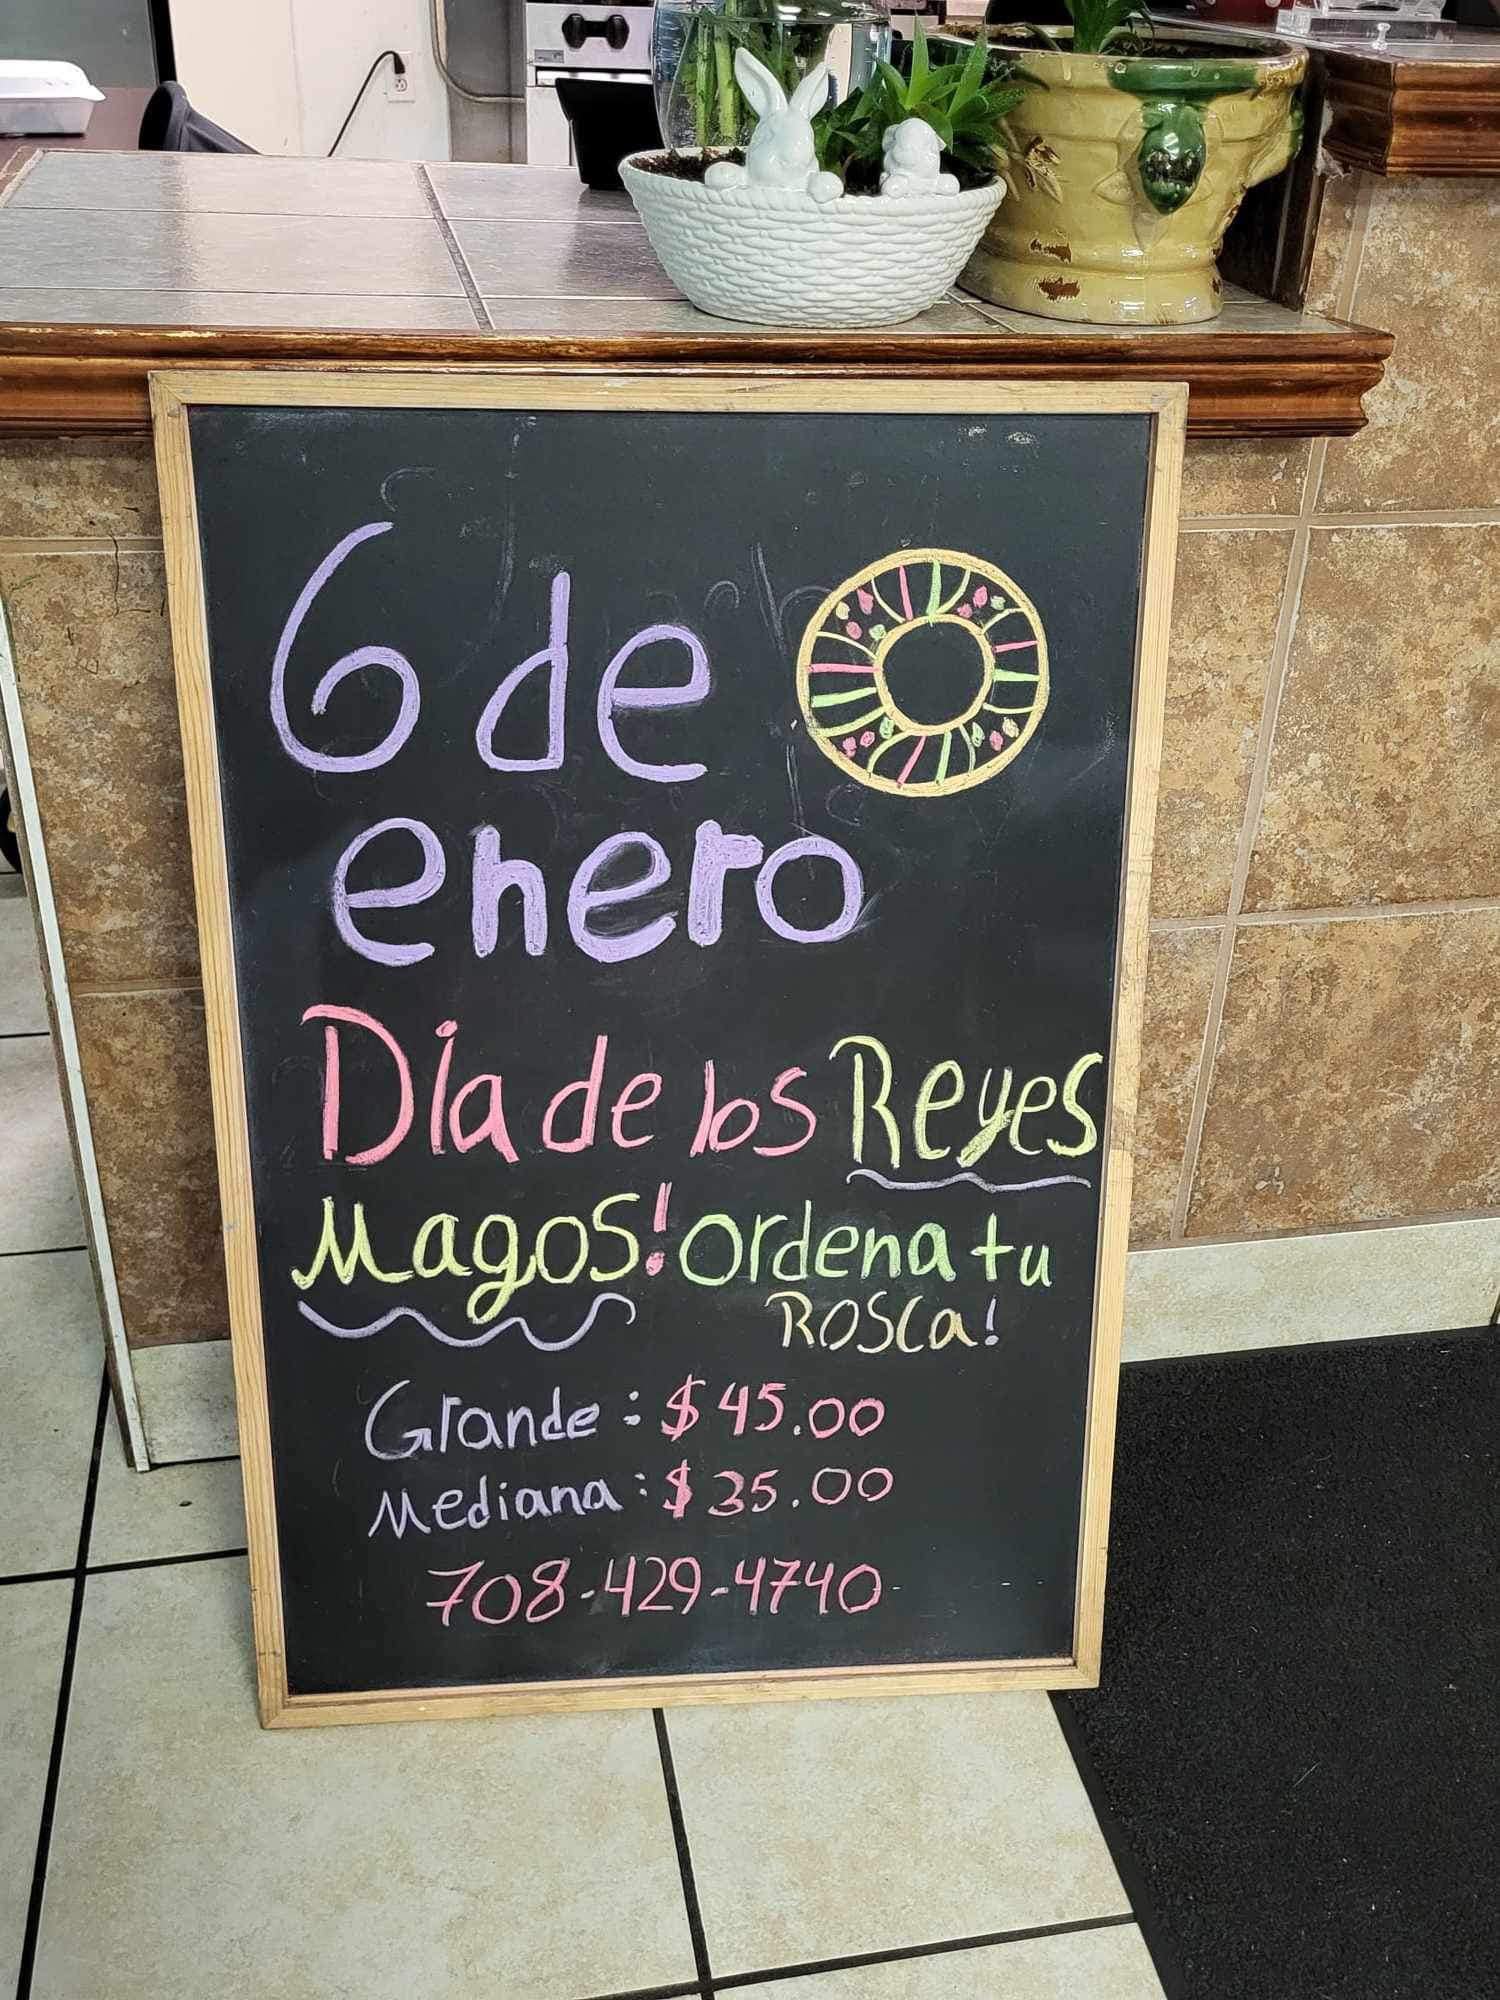 6 de
enero
Día de los Reyes
Magos! Ordena tu
Rosca!
Grande: $45.00
Mediana: $35.00
708-429-4740